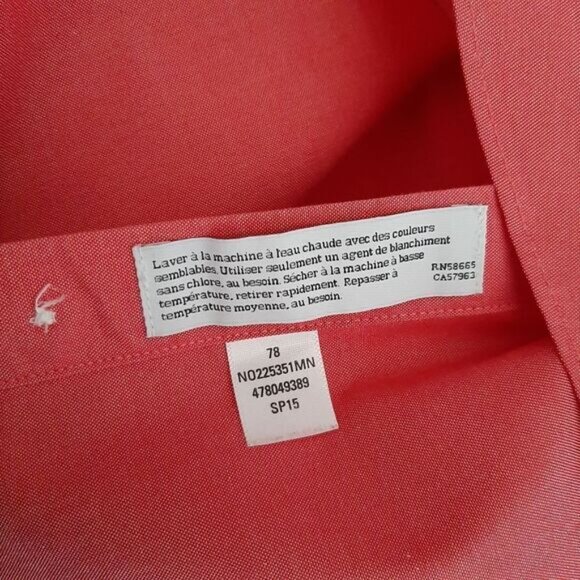 Laver à la machine à l'eau chaude avec des couleurs
semblables. Utiliser seulement un agent de blanchiment
sans chlore, au besoin. Sécher à la machine à basse
température, retirer rapidement. Repasser à
température moyenne, au besoin.
RN58665
CA57963
78
NO225351MN
478049389
SP15